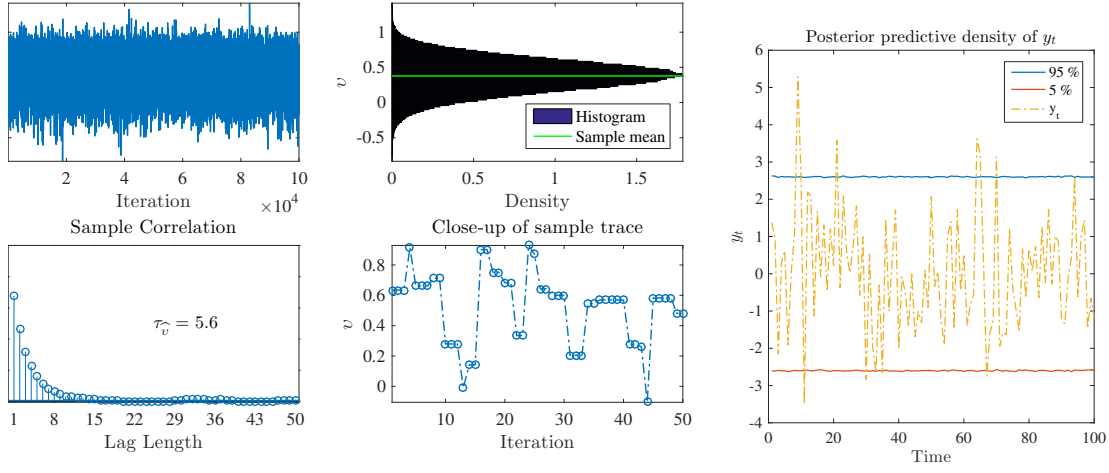 2 4 6 8 10
Iteration
×10⁴
υ
1
0.5
0
-0.5
0 0.5 1 1.5
Density
Histogram
Sample mean
Sample Correlation
τ_υ̂ = 5.6
1 8 15 22 29 36 43 50
Lag Length
Close-up of sample trace
υ
0.8
0.6
0.4
0.2
0
10 20 30 40 50
Iteration
Posterior predictive density of y_t
95 %
5 %
y_t
y_t
6
5
4
3
2
1
0
-1
-2
-3
-4
0 20 40 60 80 100
Time